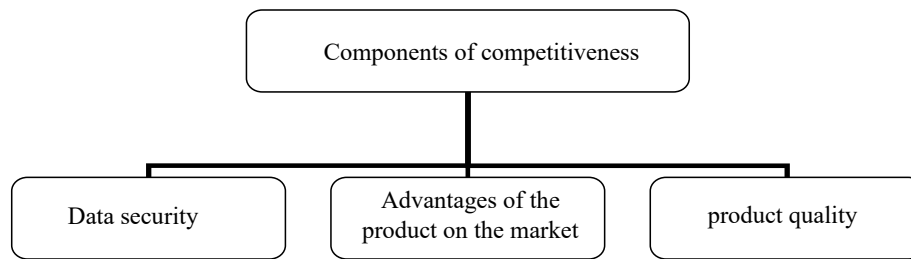 Components of competitiveness
Data security
Advantages of the
product on the market
product quality